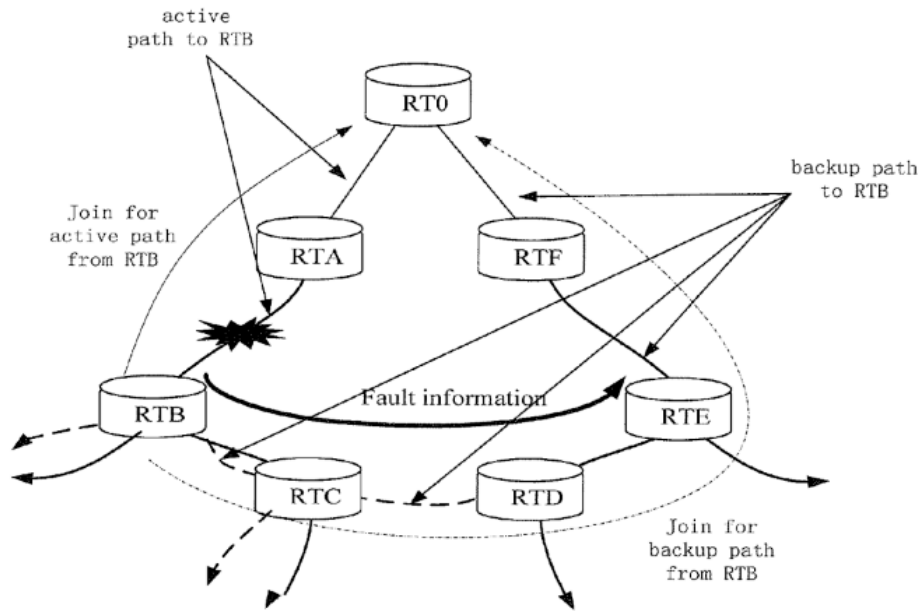 active
path to RTB
RT0
backup path
to RTB
Join for
active path
from RTB
RTA
RTF
Fault information
RTB
RTE
RTC
RTD
Join for
backup path
from RTB